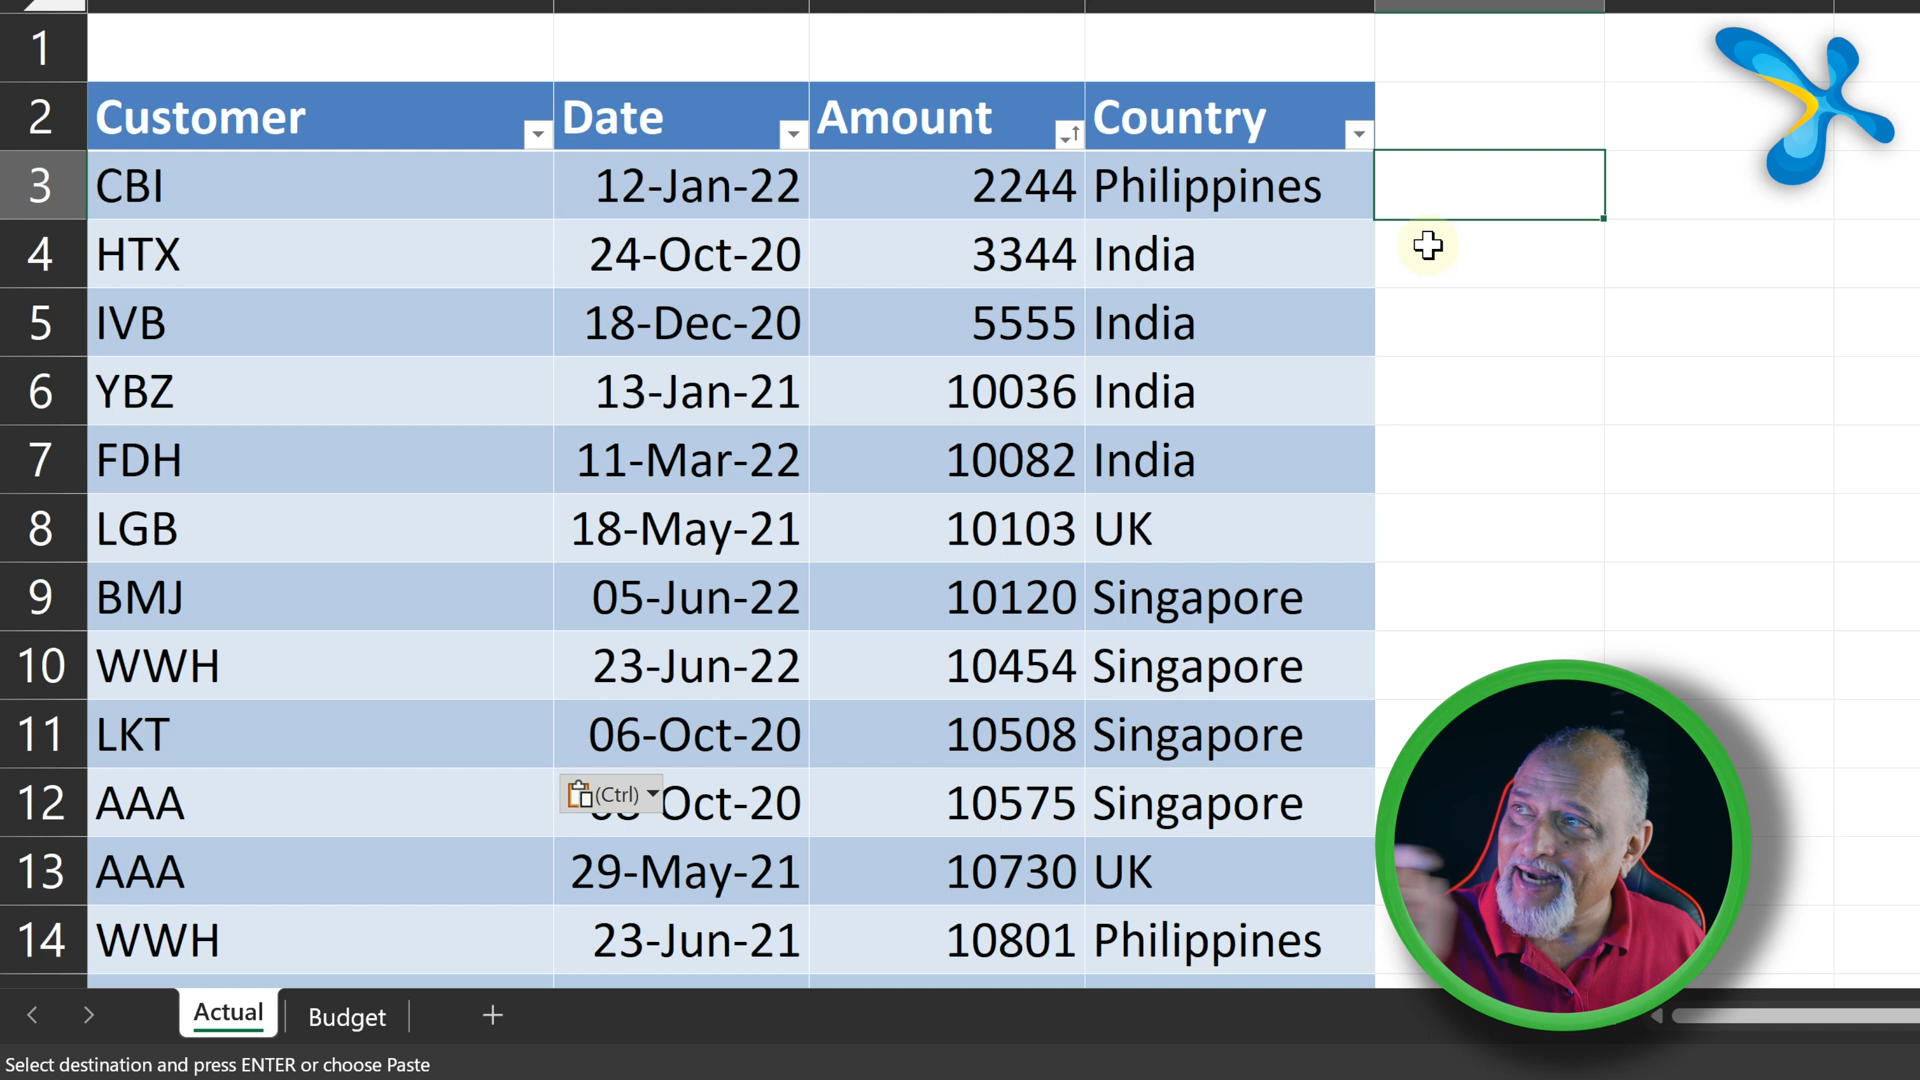 1
2 Customer Date Amount Country
3 CBI 12-Jan-22 2244 Philippines
4 HTX 24-Oct-20 3344 India
5 IVB 18-Dec-20 5555 India
6 YBZ 13-Jan-21 10036 India
7 FDH 11-Mar-22 10082 India
8 LGB 18-May-21 10103 UK
9 BMJ 05-Jun-22 10120 Singapore
10 WWH 23-Jun-22 10454 Singapore
11 LKT 06-Oct-20 10508 Singapore
12 AAA (Ctrl) Oct-20 10575 Singapore
13 AAA 29-May-21 10730 UK
14 WWH 23-Jun-21 10801 Philippines
Actual Budget
Select destination and press ENTER or choose Paste